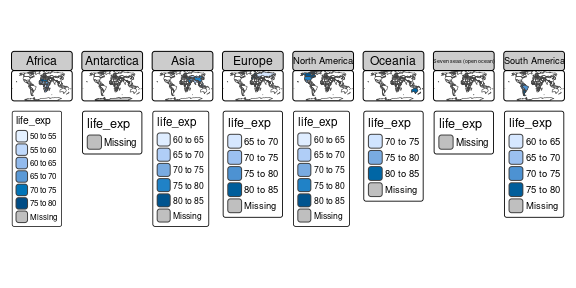 Africa
Antarctica
Asia
Europe
North America
Oceania
Seven seas (open ocean)
South America
life_exp
50 to 55
55 to 60
60 to 65
65 to 70
70 to 75
75 to 80
Missing
life_exp
Missing
life_exp
60 to 65
65 to 70
70 to 75
75 to 80
80 to 85
Missing
life_exp
65 to 70
70 to 75
75 to 80
80 to 85
Missing
life_exp
60 to 65
65 to 70
70 to 75
75 to 80
80 to 85
Missing
life_exp
70 to 75
75 to 80
80 to 85
Missing
life_exp
Missing
life_exp
60 to 65
65 to 70
70 to 75
75 to 80
Missing